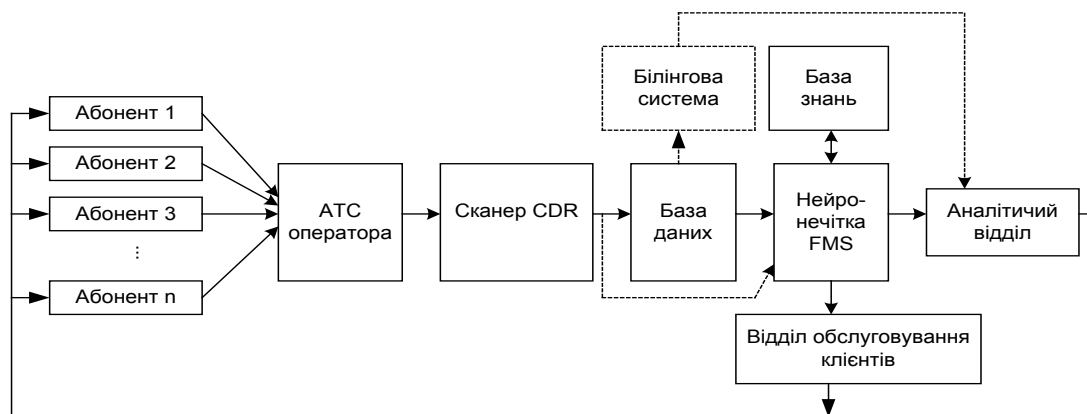 Білінгова
система
База
знань
Абонент 1
Абонент 2
Абонент 3
...
Абонент n
АТС
оператора
Сканер CDR
База
даних
Нейро-
нечітка
FMS
Аналітичий
відділ
Відділ обслуговування
клієнтів